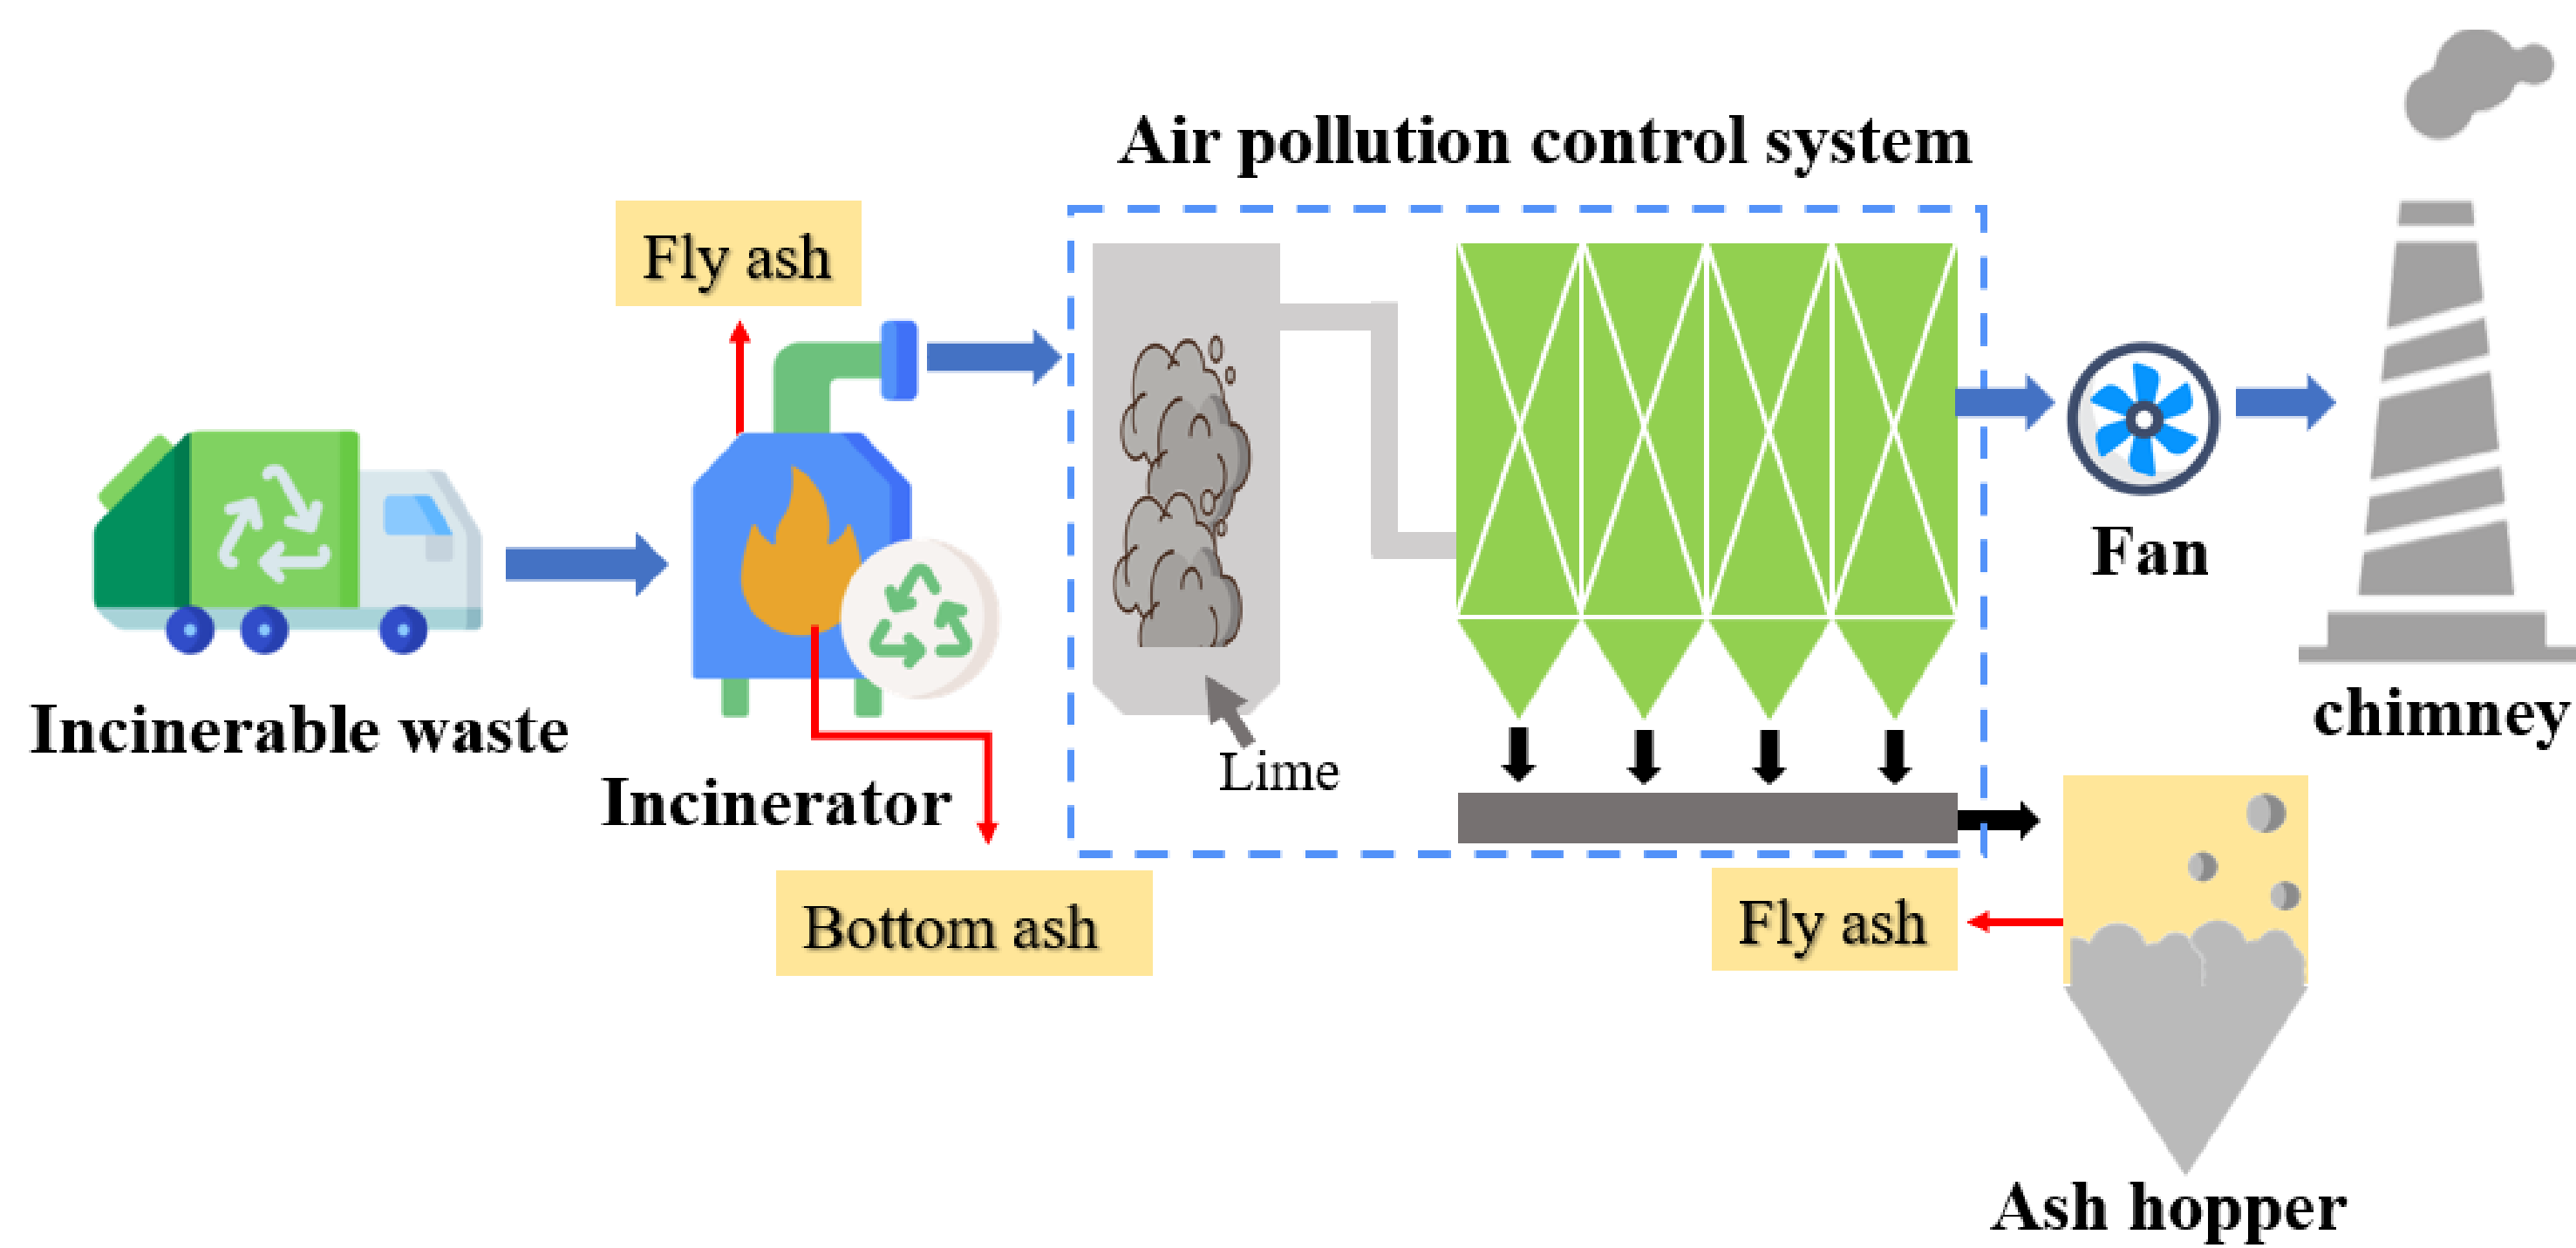 Air pollution control system
Fly ash
Incinerable waste
Incinerator
Bottom ash
Lime
Fan
chimney
Fly ash
Ash hopper